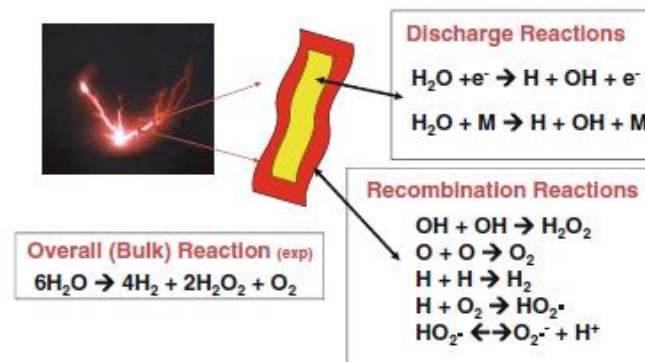 Discharge Reactions
H₂O +e⁻ → H + OH + e⁻
H₂O + M → H + OH + M
Recombination Reactions
OH + OH → H₂O₂
O + O → O₂
H + H → H₂
H + O₂ → HO₂▪
HO₂▪ ←→O₂▪⁻ + H⁺
Overall (Bulk) Reaction (exp)
6H₂O → 4H₂ + 2H₂O₂ + O₂